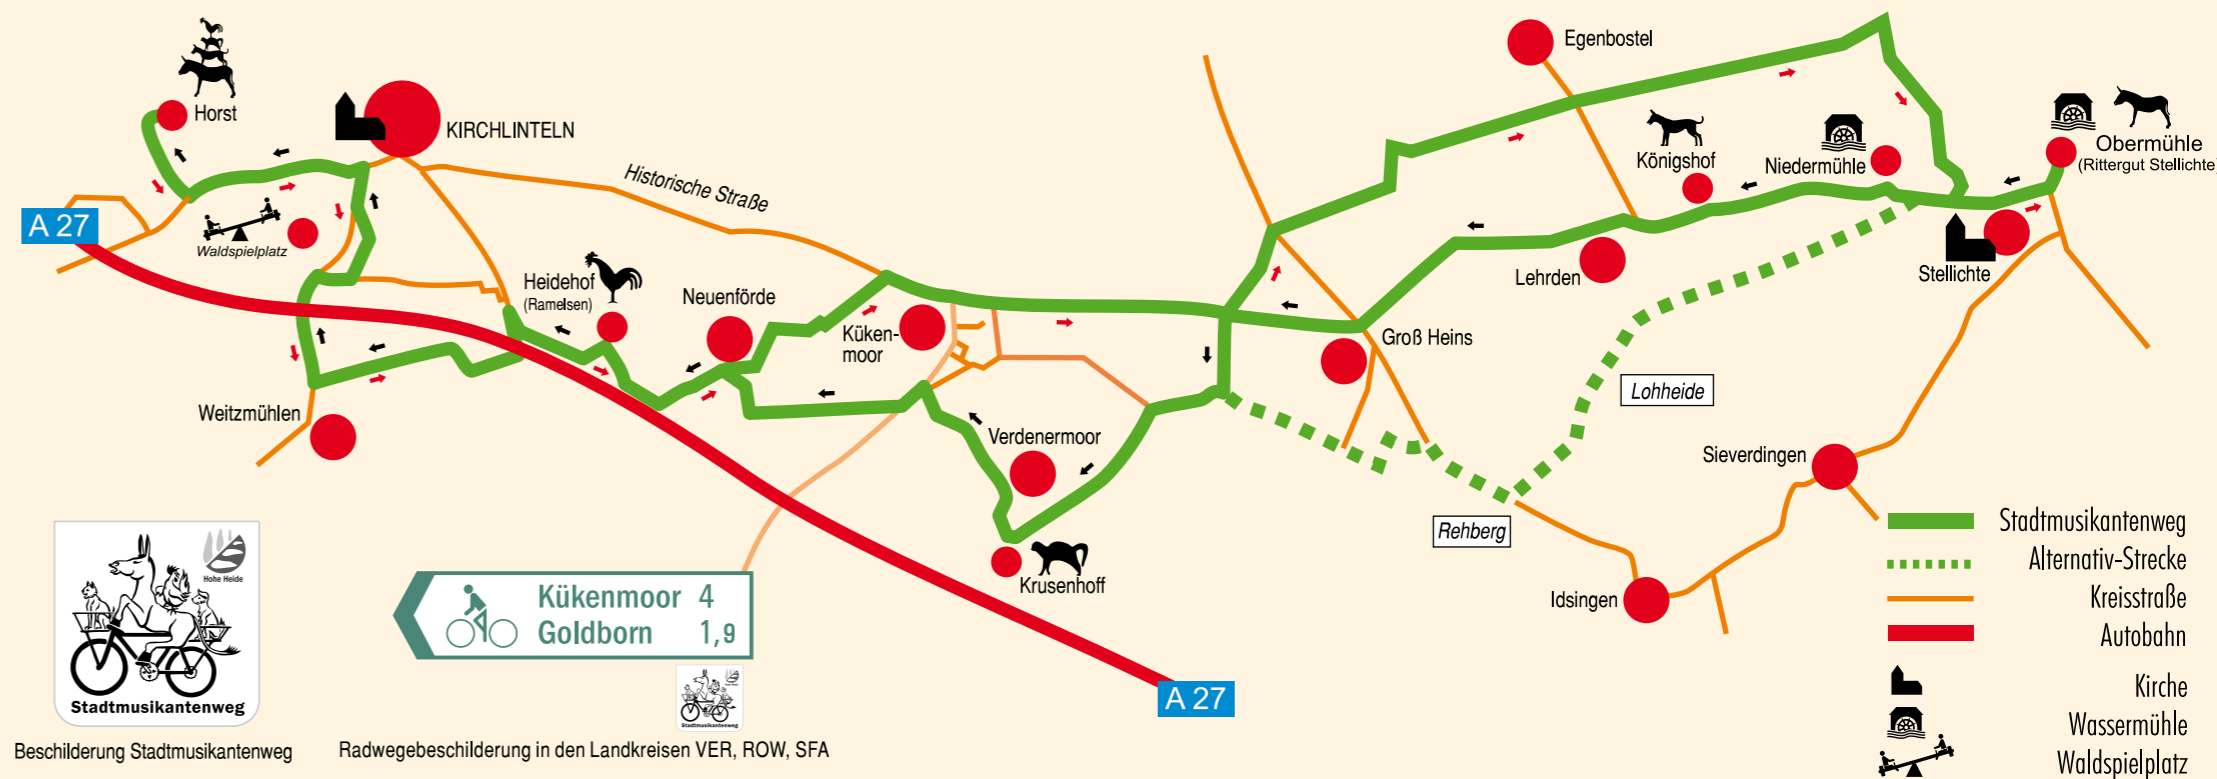 Egenbostel
Horst
KIRCHLINTELN
Historische Straße
Königshof
Niedermühle
Obermühle
(Rittergut Stellichte)
A 27
Waldspielplatz
Heidehof
(Ramelsen)
Neuenförde
Lehrden
Stellichte
Küken-
moor
Groß Heins
Lohheide
Weitzmühlen
Verdenermoor
Sieverdingen
Rehberg
Krusenhoff
Idsingen
A 27
Hohe Heide
Stadtmusikantenweg
Beschilderung Stadtmusikantenweg
Kükenmoor 4
Goldborn 1,9
Stadtmusikantenweg
Radwegebeschilderung in den Landkreisen VER, ROW, SFA
Stadtmusikantenweg
Alternativ-Strecke
Kreisstraße
Autobahn
Kirche
Wassermühle
Waldspielplatz